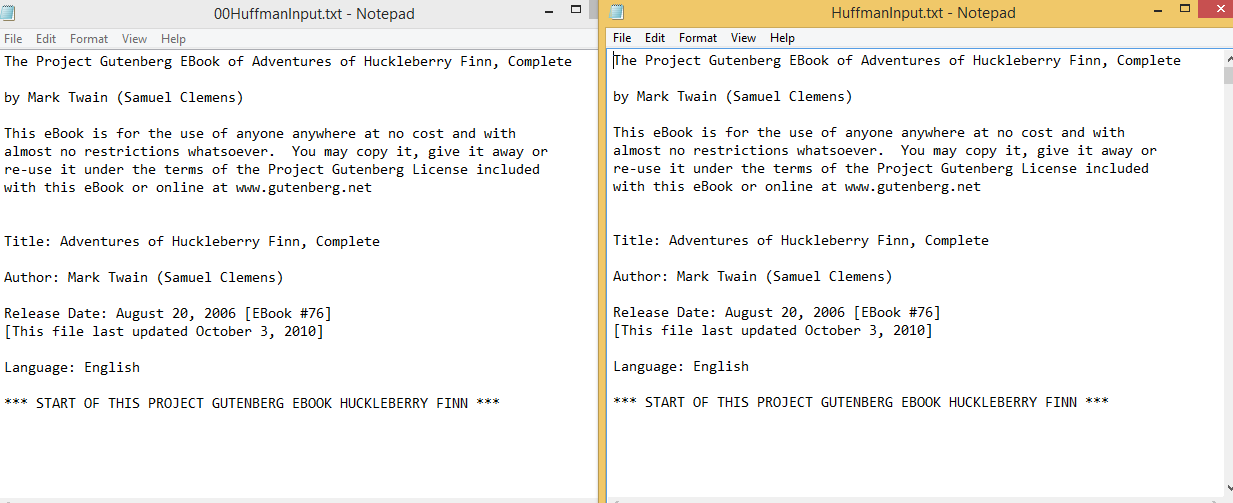 00HuffmanInput.txt - Notepad
File Edit Format View Help
The Project Gutenberg EBook of Adventures of Huckleberry Finn, Complete
by Mark Twain (Samuel Clemens)
This eBook is for the use of anyone anywhere at no cost and with
almost no restrictions whatsoever.  You may copy it, give it away or
re-use it under the terms of the Project Gutenberg License included
with this eBook or online at www.gutenberg.net
Title: Adventures of Huckleberry Finn, Complete
Author: Mark Twain (Samuel Clemens)
Release Date: August 20, 2006 [EBook #76]
[This file last updated October 3, 2010]
Language: English
*** START OF THIS PROJECT GUTENBERG EBOOK HUCKLEBERRY FINN ***
HuffmanInput.txt - Notepad
File Edit Format View Help
The Project Gutenberg EBook of Adventures of Huckleberry Finn, Complete
by Mark Twain (Samuel Clemens)
This eBook is for the use of anyone anywhere at no cost and with
almost no restrictions whatsoever.  You may copy it, give it away or
re-use it under the terms of the Project Gutenberg License included
with this eBook or online at www.gutenberg.net
Title: Adventures of Huckleberry Finn, Complete
Author: Mark Twain (Samuel Clemens)
Release Date: August 20, 2006 [EBook #76]
[This file last updated October 3, 2010]
Language: English
*** START OF THIS PROJECT GUTENBERG EBOOK HUCKLEBERRY FINN ***